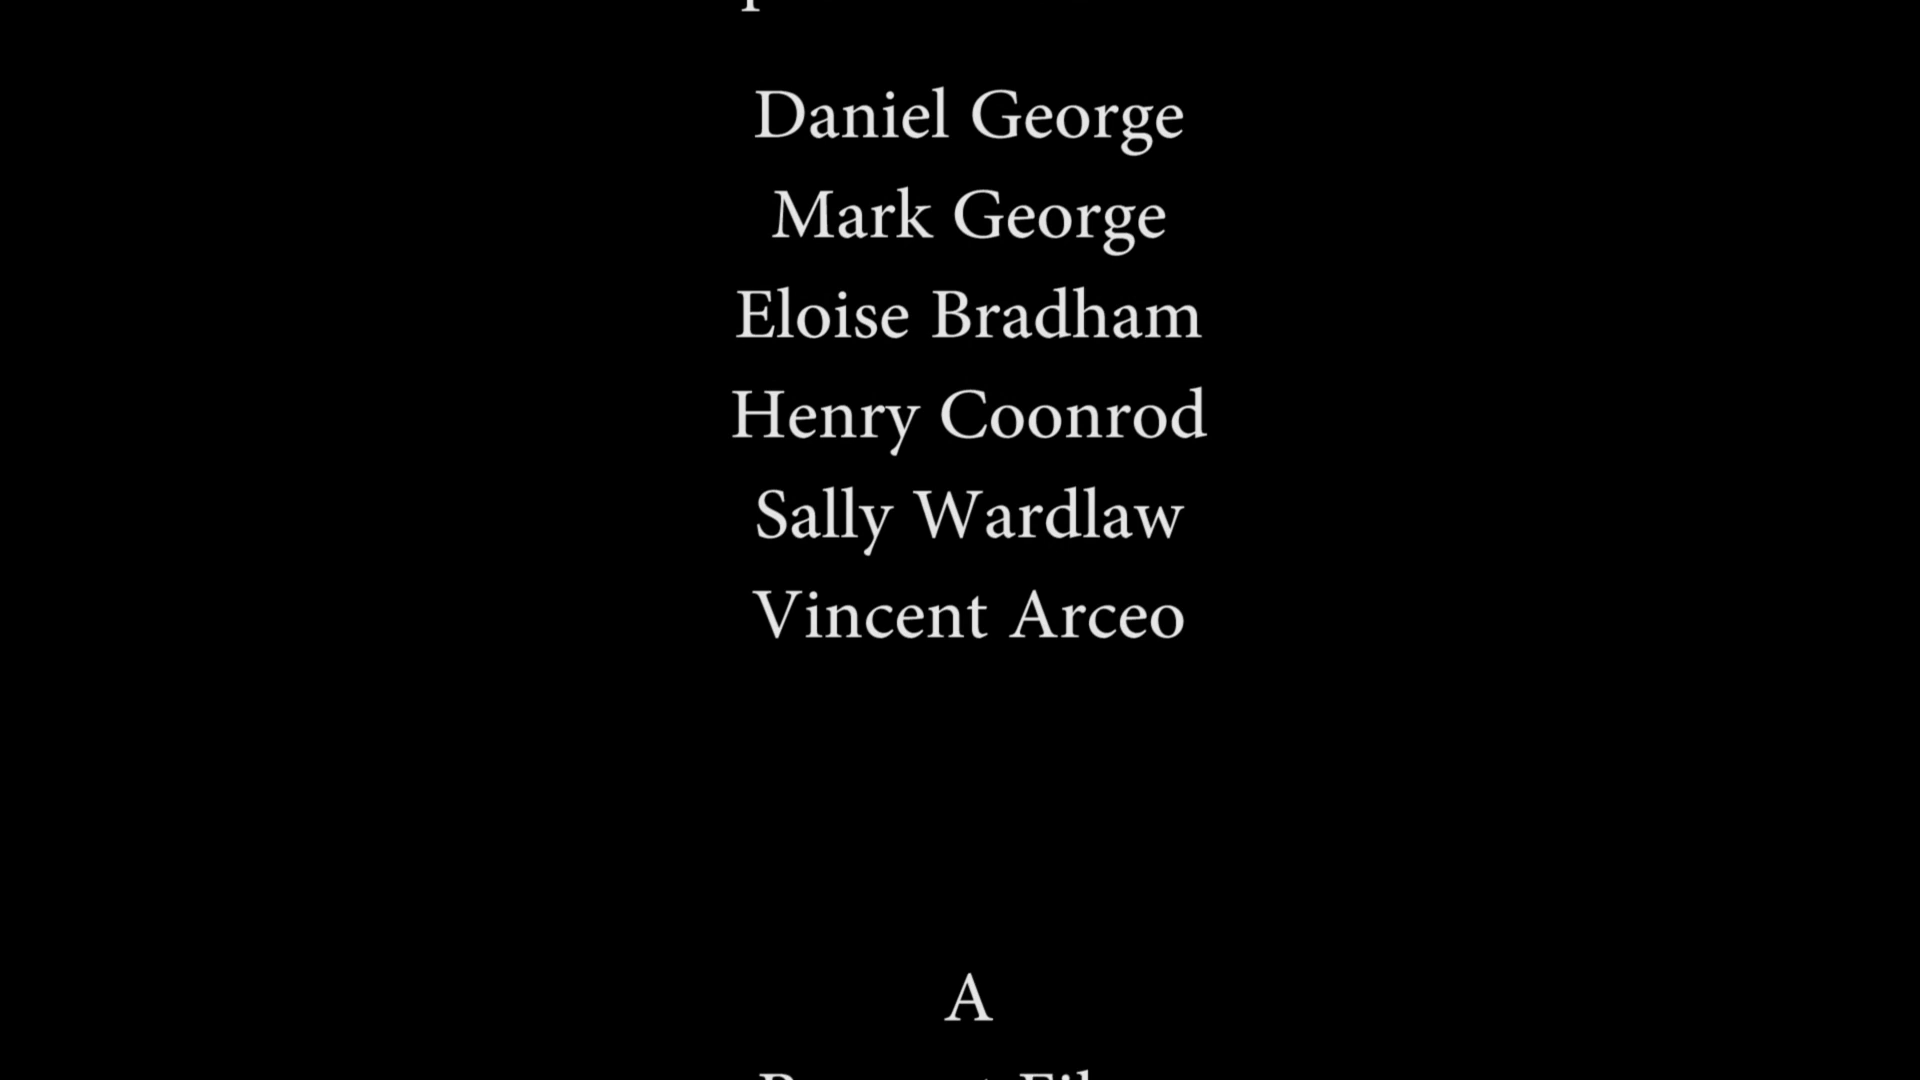 Daniel George
Mark George
Eloise Bradham
Henry Coonrod
Sally Wardlaw
Vincent Arceo
A